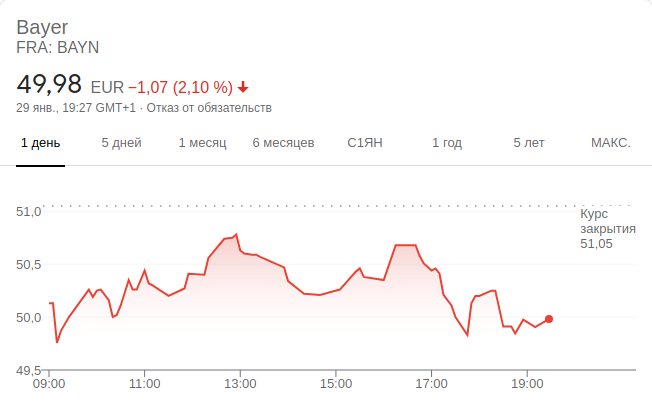 Bayer
FRA: BAYN
49,98 EUR −1,07 (2,10 %)
29 янв., 19:27 GMT+1 · Отказ от обязательств
1 день 5 дней 1 месяц 6 месяцев С1ЯН 1 год 5 лет МАКС.
51,0
Курс
закрытия
51,05
50,5
50,0
49,5
09:00 11:00 13:00 15:00 17:00 19:00